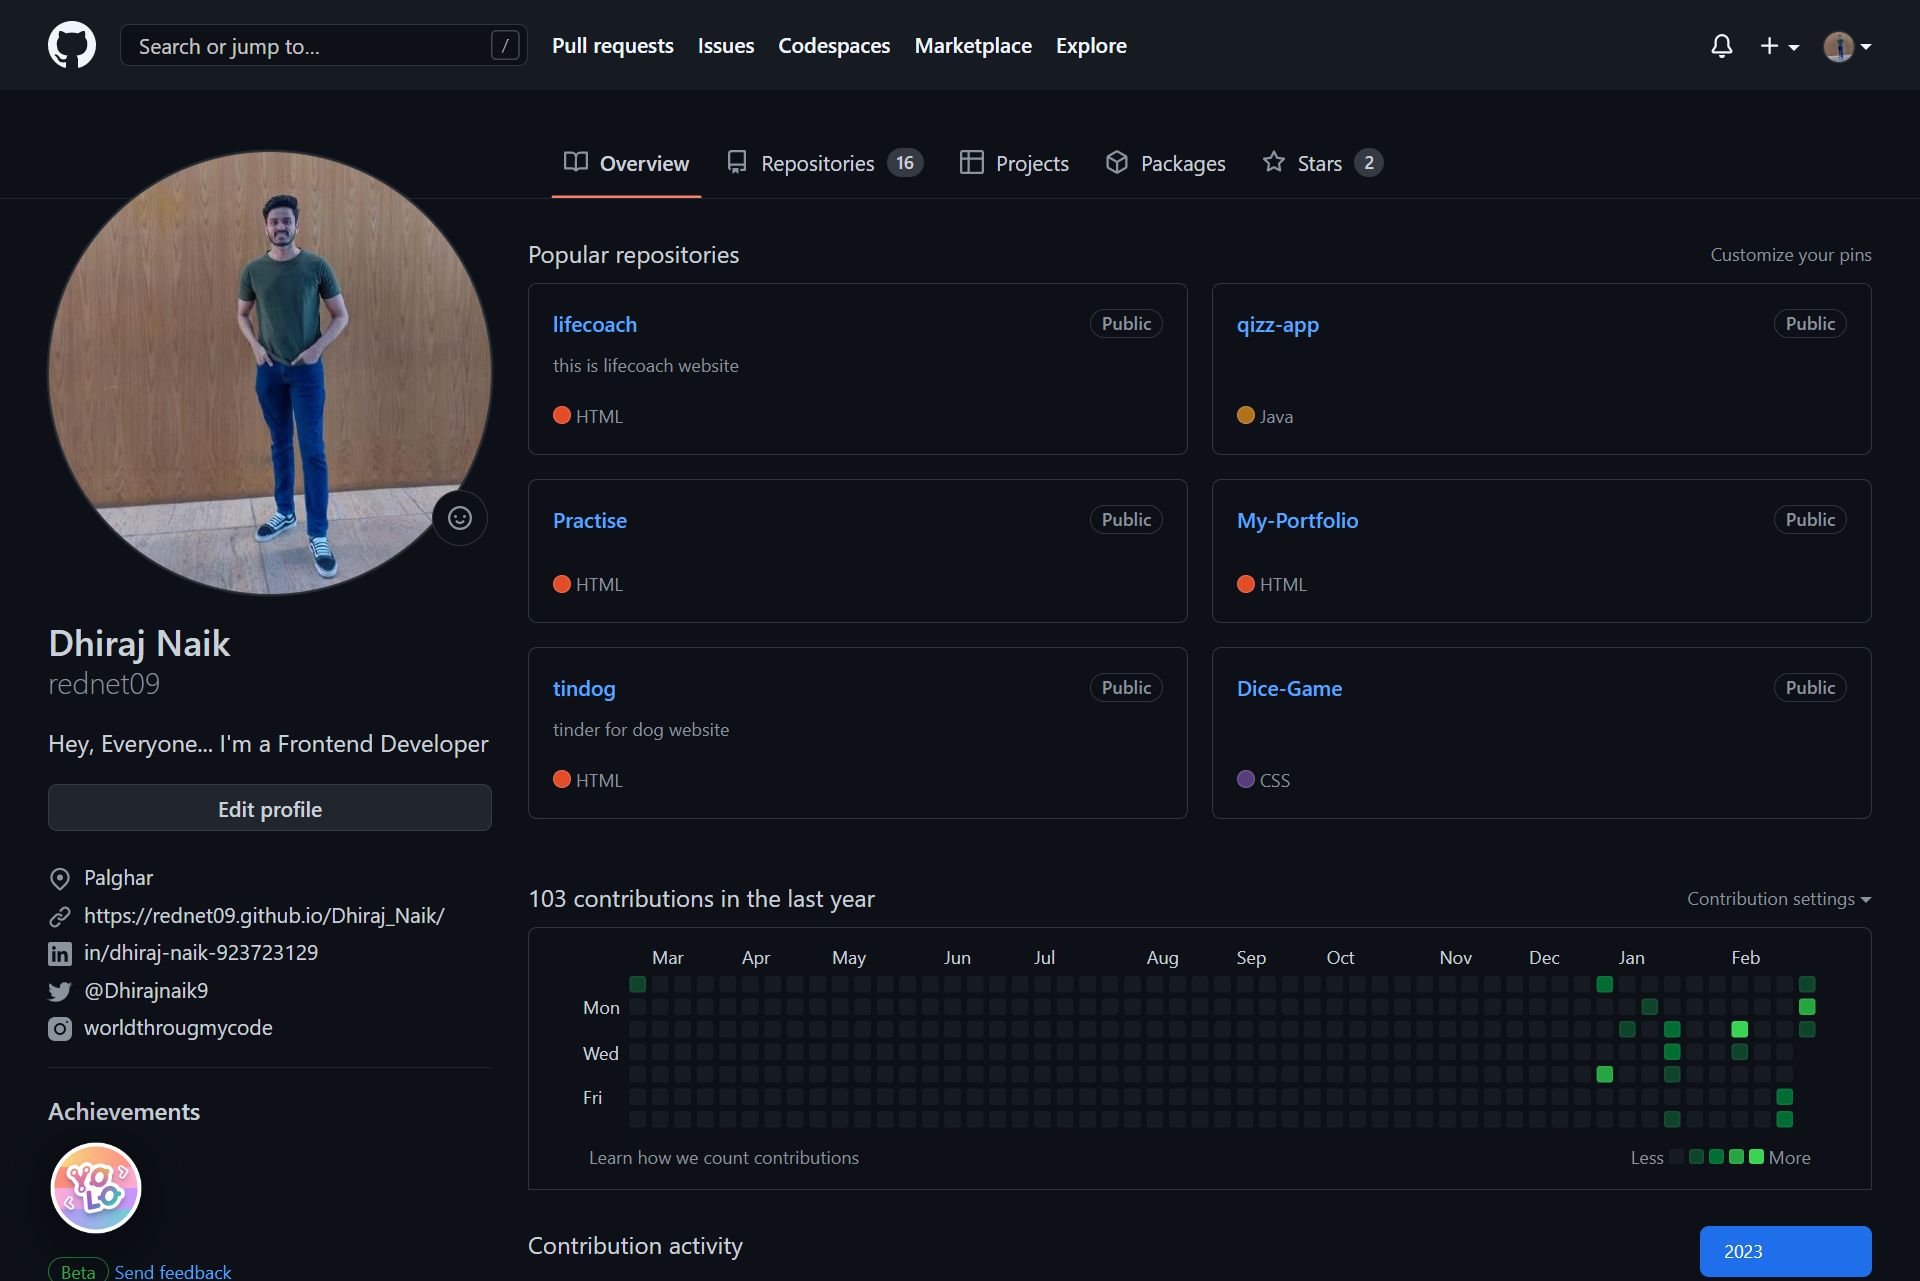 Search or jump to...
/
Pull requests
Issues
Codespaces
Marketplace
Explore
Overview
Repositories 16
Projects
Packages
Stars 2
Dhiraj Naik
rednet09
Hey, Everyone... I'm a Frontend Developer
Edit profile
Palghar
https://rednet09.github.io/Dhiraj_Naik/
in/dhiraj-naik-923723129
@Dhirajnaik9
worldthrougmycode
Achievements
YOLO
Beta Send feedback
Popular repositories
Customize your pins
lifecoach
Public
this is lifecoach website
HTML
qizz-app
Public
Java
Practise
Public
HTML
My-Portfolio
Public
HTML
tindog
Public
tinder for dog website
HTML
Dice-Game
Public
CSS
103 contributions in the last year
Contribution settings
Mar Apr May Jun Jul Aug Sep Oct Nov Dec Jan Feb
Mon
Wed
Fri
Learn how we count contributions
Less More
Contribution activity
2023